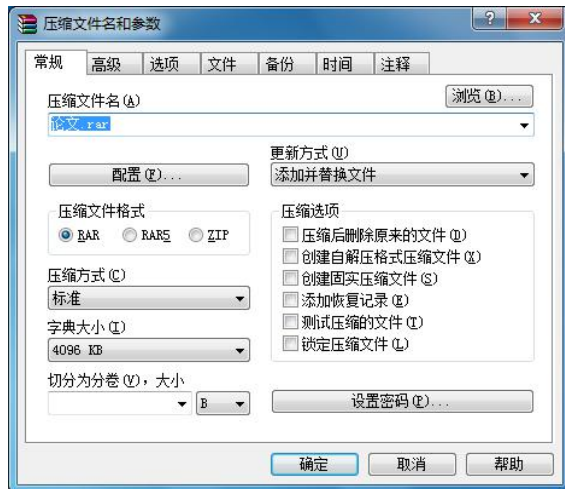 压缩文件名和参数
常规 高级 选项 文件 备份 时间 注释
压缩文件名(A)
浏览(B)...
论文.rar
更新方式(U)
配置(F)...
添加并替换文件
压缩文件格式
RAR RAR5 ZIP
压缩选项
压缩后删除原来的文件(D)
创建自解压格式压缩文件(X)
创建固实压缩文件(S)
添加恢复记录(E)
测试压缩的文件(T)
锁定压缩文件(L)
压缩方式(C)
标准
字典大小(I)
4096 KB
切分为分卷(V)，大小
B
设置密码(P)...
确定 取消 帮助